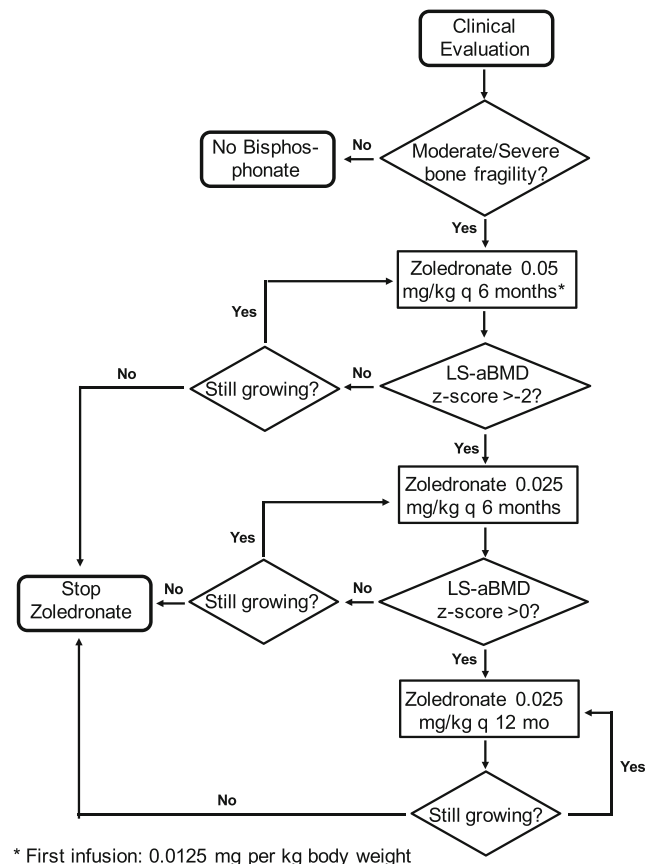 Clinical
Evaluation
No Bisphos-
phonate
No
Moderate/Severe
bone fragility?
Yes
Zoledronate 0.05
mg/kg q 6 months*
Yes
No
Still growing?
No
LS-aBMD
z-score >-2?
Yes
Zoledronate 0.025
mg/kg q 6 months
Yes
Stop
Zoledronate
No
Still growing?
No
LS-aBMD
z-score >0?
Yes
Zoledronate 0.025
mg/kg q 12 mo
Yes
No
Still growing?
* First infusion: 0.0125 mg per kg body weight